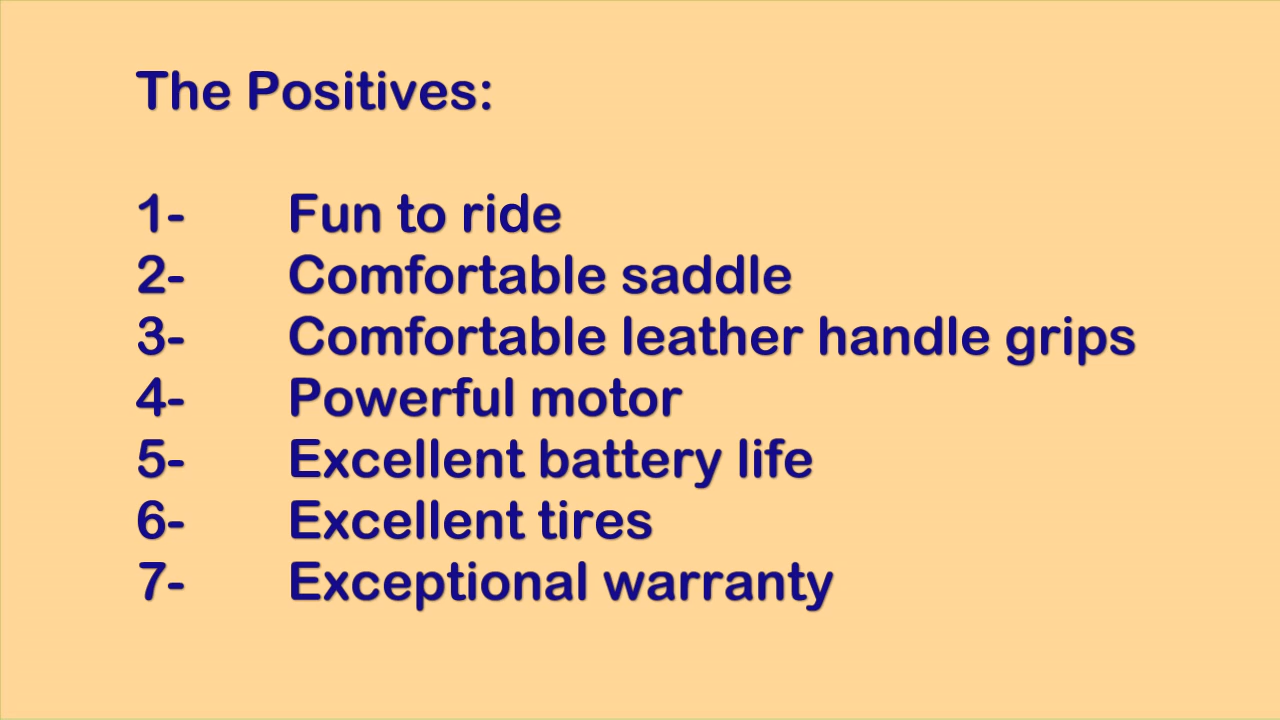 The Positives:
1- Fun to ride
2- Comfortable saddle
3- Comfortable leather handle grips
4- Powerful motor
5- Excellent battery life
6- Excellent tires
7- Exceptional warranty